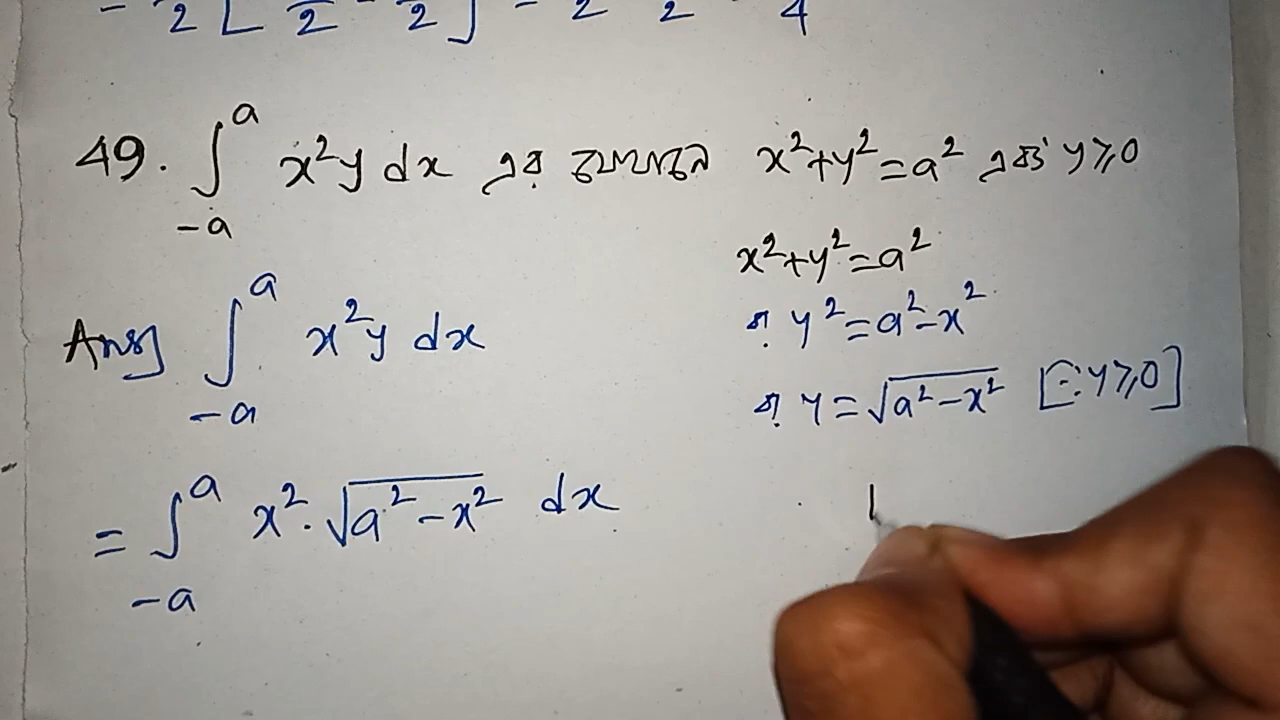 49. ∫_{-a}^{a} x²y dx এর যেখানে x²+y²=a² এবং y≥0
x²+y²=a²
Ans ∫_{-a}^{a} x²y dx
বা y²=a²-x²
বা y=√(a²-x²) [∵y≥0]
= ∫_{-a}^{a} x².√(a²-x²) dx